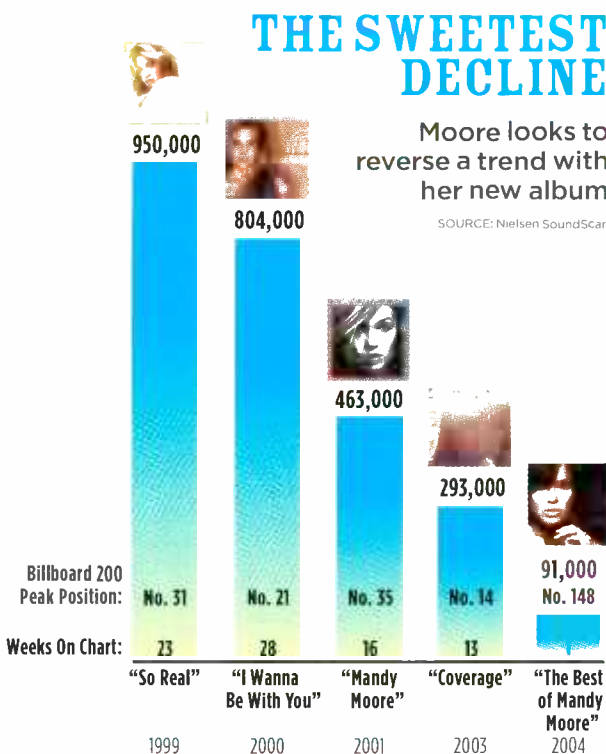 THE SWEETEST
DECLINE
Moore looks to
reverse a trend with
her new album
SOURCE: Nielsen SoundScan
950,000
804,000
463,000
293,000
91,000
Billboard 200
Peak Position: No. 31 No. 21 No. 35 No. 14 No. 148
Weeks On Chart: 23 28 16 13
"So Real" "I Wanna "Mandy "Coverage" "The Best
Be With You" Moore" of Mandy
Moore"
1999 2000 2001 2003 2004